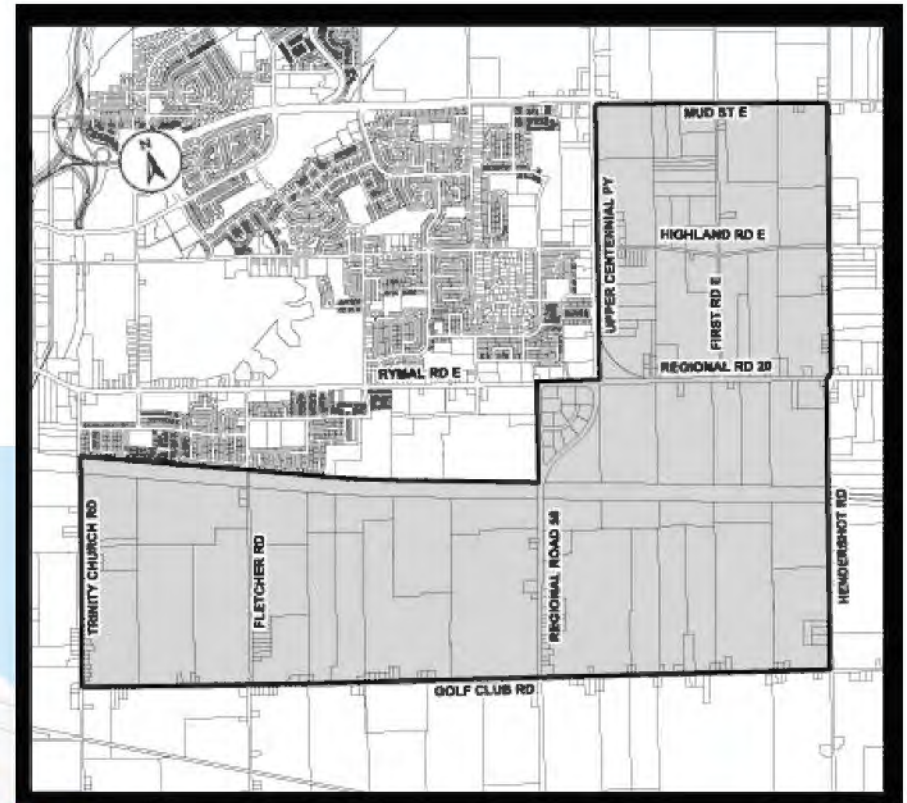 MUD ST E
N
UPPER CENTENNIAL PY
HIGHLAND RD E
FIRST RD E
REGIONAL RD 20
RYMAL RD E
TRINITY CHURCH RD
FLETCHER RD
REGIONAL ROAD 56
HENDERSHOT RD
GOLF CLUB RD